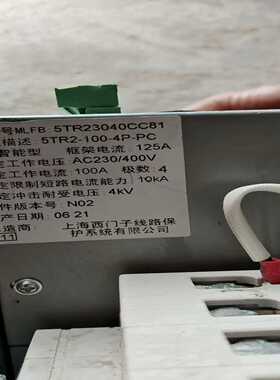 号MLFB 5TR23040CC81
描述: 5TR2-100-4P-PC
智能型 框架电流: 125A
定工作电压 AC230/400V
定工作电流: 100A 极数: 4
定限制短路电流能力: 10kA
定冲击耐受电压 4kV
件版本号 N02
产日期: 06 21
造商: 上海西门子线路保
护系统有限公司
11